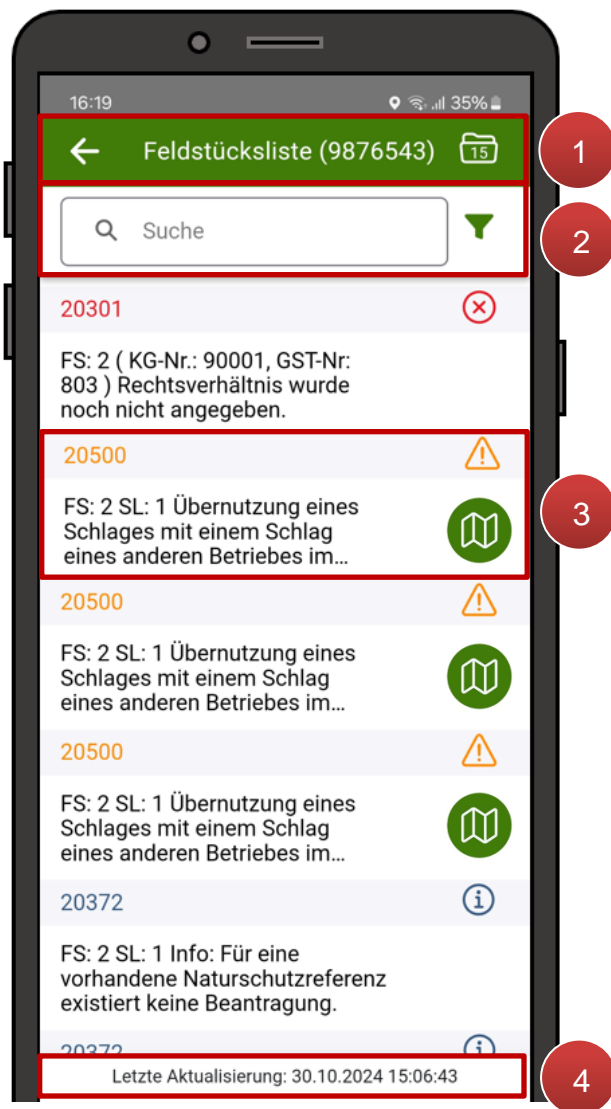 16:19 35%
Feldstücksliste (9876543) 15
1
Suche
2
20301
FS: 2 ( KG-Nr.: 90001, GST-Nr:
803 ) Rechtsverhältnis wurde
noch nicht angegeben.
20500
FS: 2 SL: 1 Übernutzung eines
Schlages mit einem Schlag
eines anderen Betriebes im...
3
20500
FS: 2 SL: 1 Übernutzung eines
Schlages mit einem Schlag
eines anderen Betriebes im...
20500
FS: 2 SL: 1 Übernutzung eines
Schlages mit einem Schlag
eines anderen Betriebes im...
20372
FS: 2 SL: 1 Info: Für eine
vorhandene Naturschutzreferenz
existiert keine Beantragung.
20372
Letzte Aktualisierung: 30.10.2024 15:06:43
4